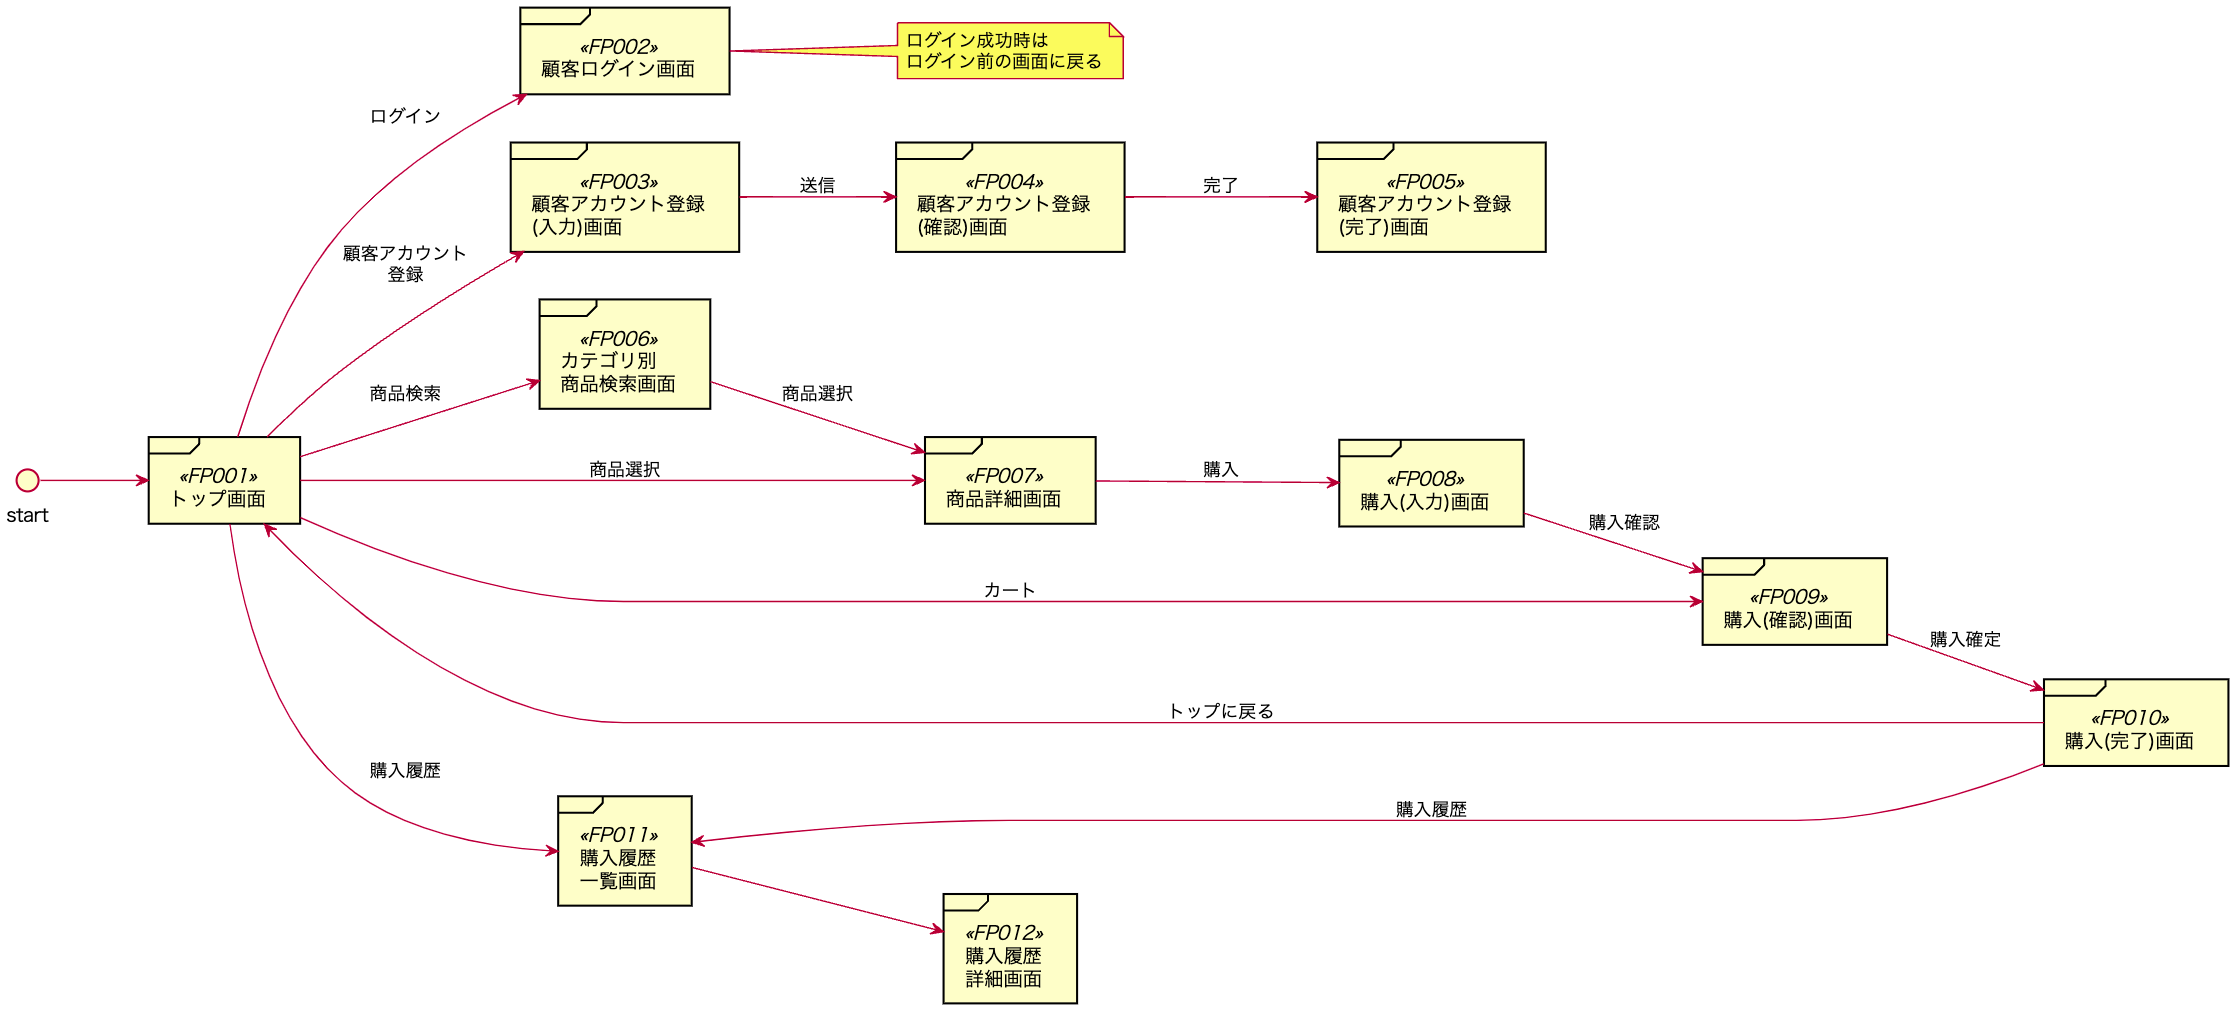 «FP002»
顧客ログイン画面
ログイン成功時は
ログイン前の画面に戻る
ログイン
«FP003»
顧客アカウント登録
(入力)画面
送信
«FP004»
顧客アカウント登録
(確認)画面
完了
«FP005»
顧客アカウント登録
(完了)画面
顧客アカウント
登録
«FP006»
カテゴリ別
商品検索画面
商品検索
商品選択
start
«FP001»
トップ画面
商品選択
«FP007»
商品詳細画面
購入
«FP008»
購入(入力)画面
購入確認
カート
«FP009»
購入(確認)画面
購入確定
トップに戻る
«FP010»
購入(完了)画面
購入履歴
購入履歴
«FP011»
購入履歴
一覧画面
«FP012»
購入履歴
詳細画面